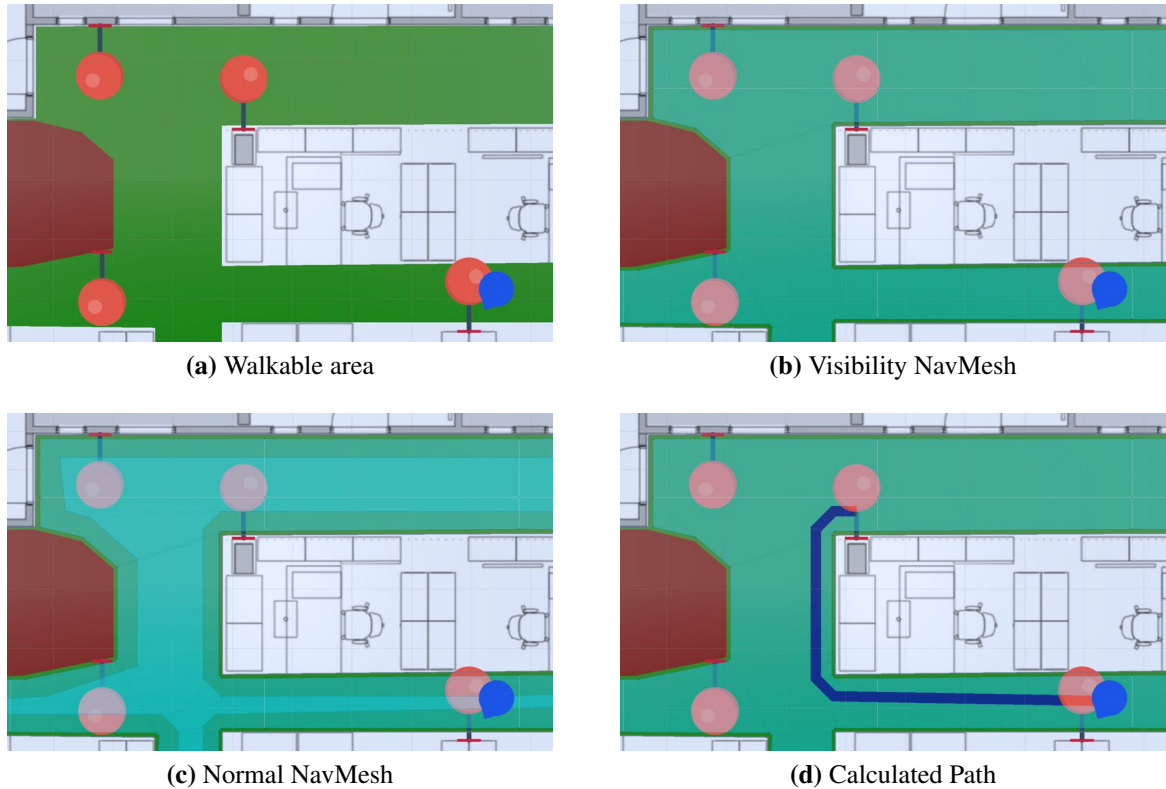 (a) Walkable area
(b) Visibility NavMesh
(c) Normal NavMesh
(d) Calculated Path